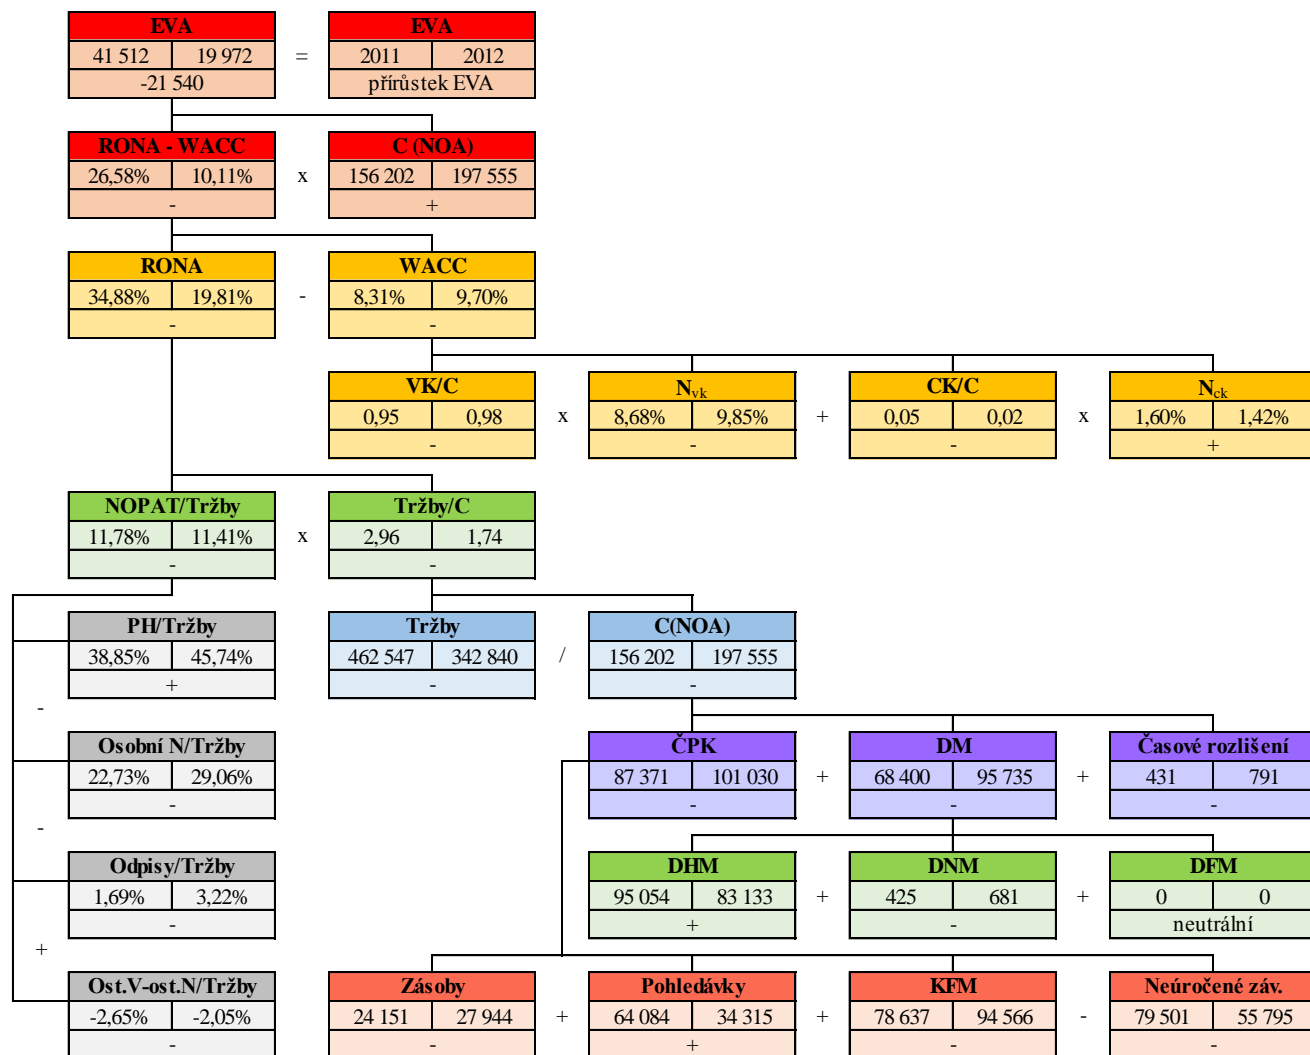 EVA EVA
41 512 19 972 = 2011 2012
-21 540 přírůstek EVA
RONA - WACC C (NOA)
26,58% 10,11% x 156 202 197 555
- +
RONA WACC
34,88% 19,81% - 8,31% 9,70%
- -
VK/C Nvk CK/C Nck
0,95 0,98 x 8,68% 9,85% + 0,05 0,02 x 1,60% 1,42%
- - - +
NOPAT/Tržby Tržby/C
11,78% 11,41% x 2,96 1,74
- -
PH/Tržby Tržby C(NOA)
38,85% 45,74% 462 547 342 840 / 156 202 197 555
+ - -
-
Osobní N/Tržby ČPK DM Časové rozlišení
22,73% 29,06% 87 371 101 030 + 68 400 95 735 + 431 791
- - - -
-
Odpisy/Tržby DHM DNM DFM
1,69% 3,22% 95 054 83 133 + 425 681 + 0 0
- + - neutrální
+
Ost.V-ost.N/Tržby Zásoby Pohledávky KFM Neúročené záv.
-2,65% -2,05% 24 151 27 944 + 64 084 34 315 + 78 637 94 566 - 79 501 55 795
- - + - -